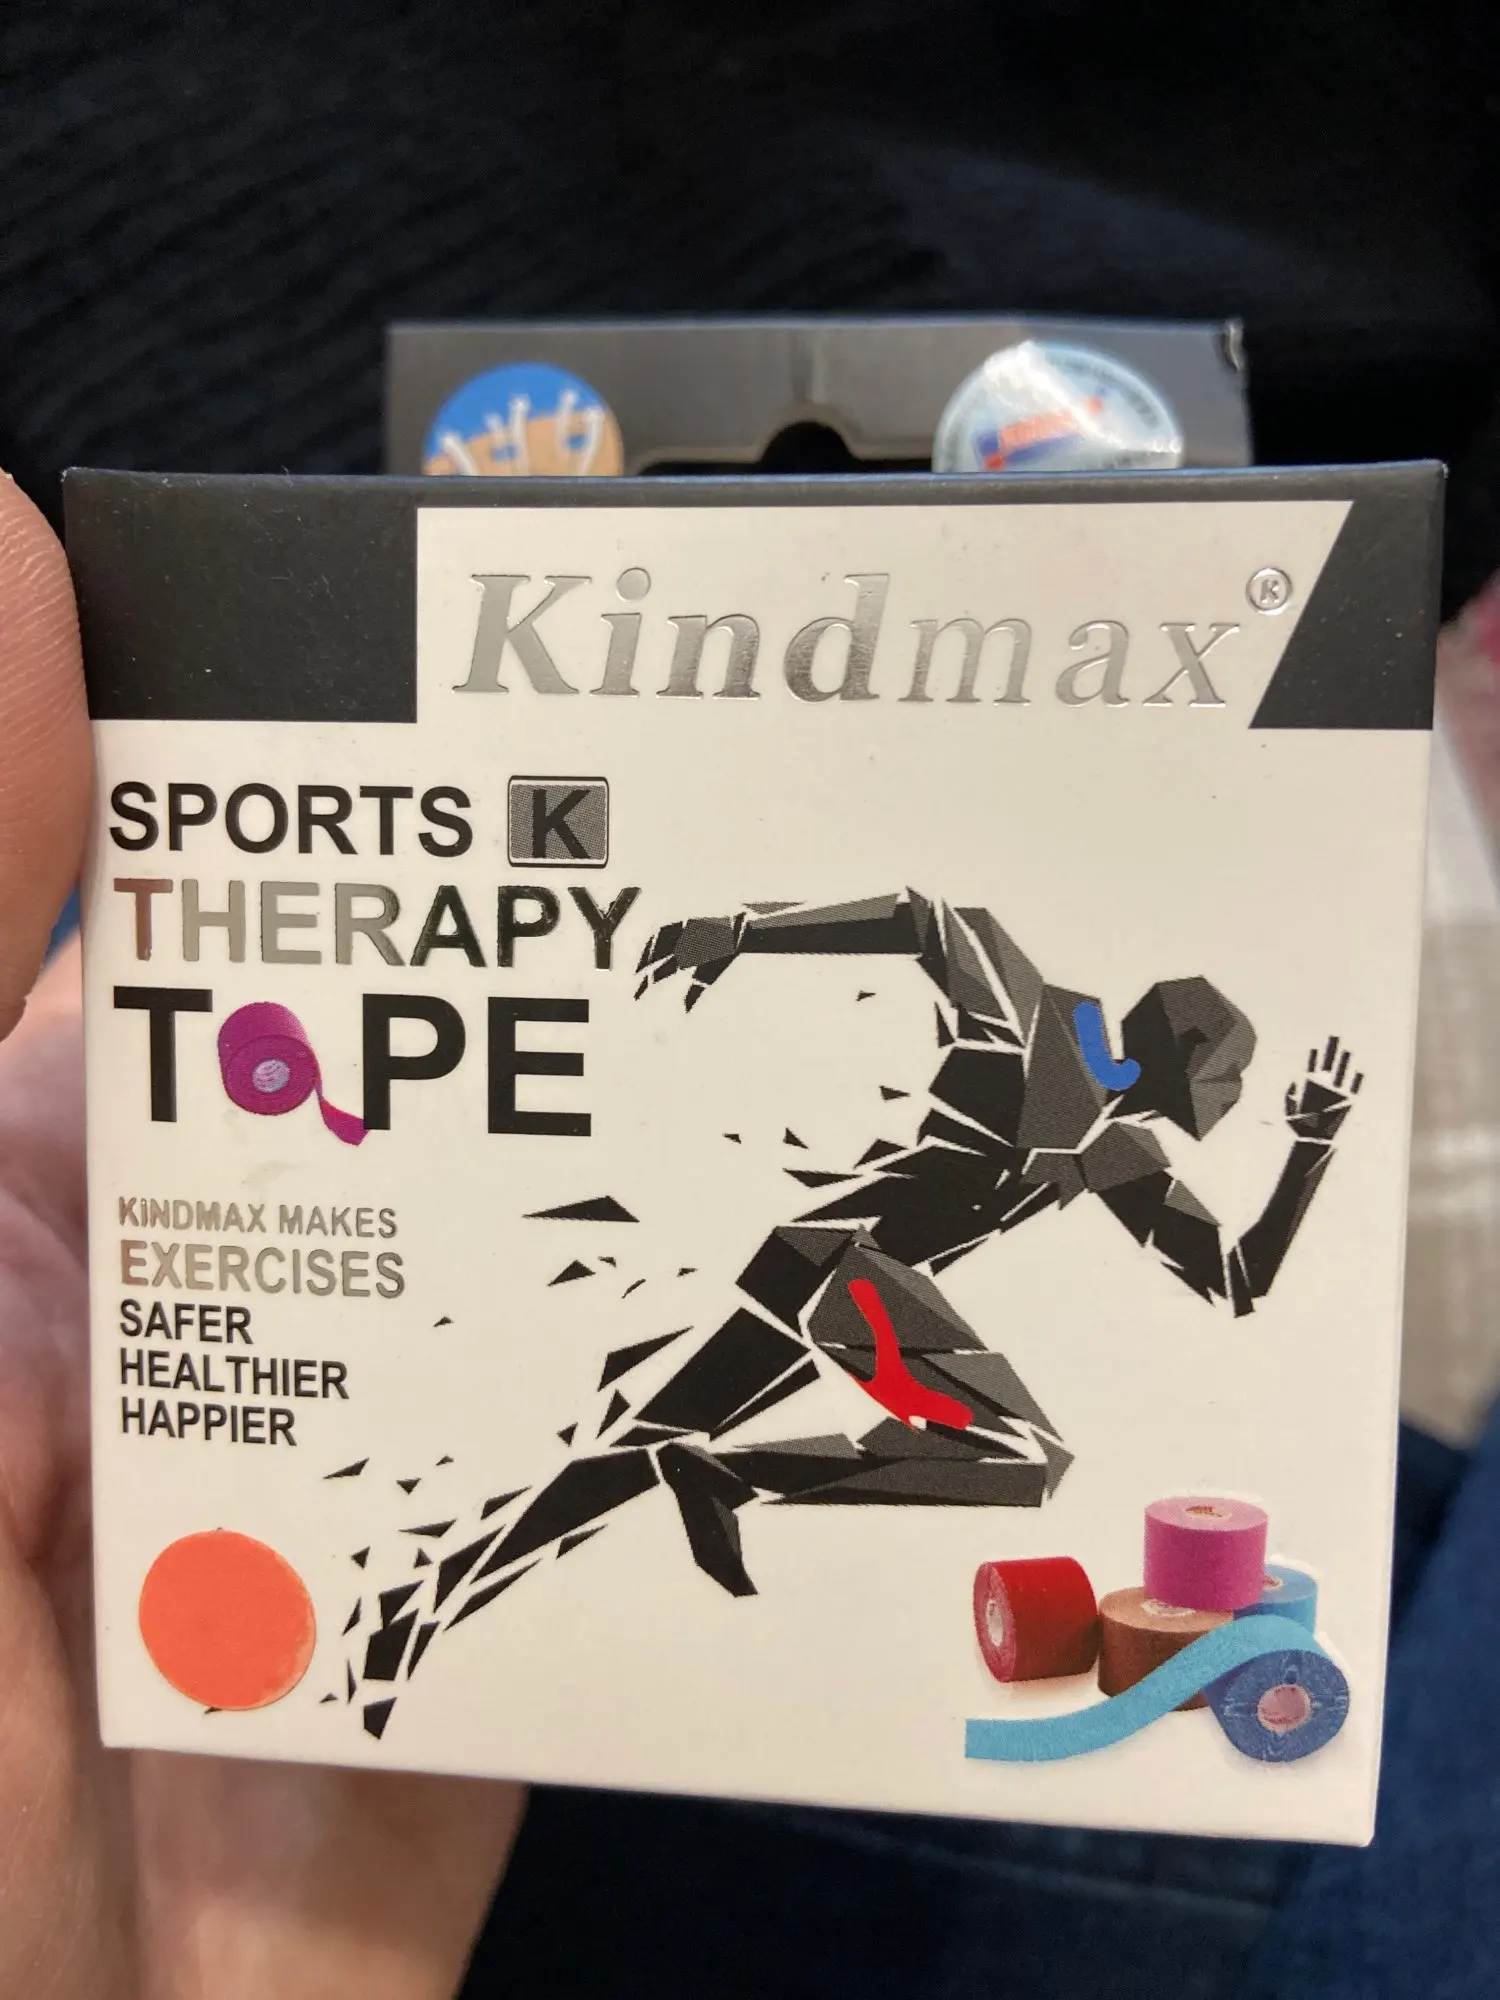 Kindmax®
SPORTS K
THERAPY
TAPE
KiNDMAX MAKES
EXERCISES
SAFER
HEALTHIER
HAPPIER